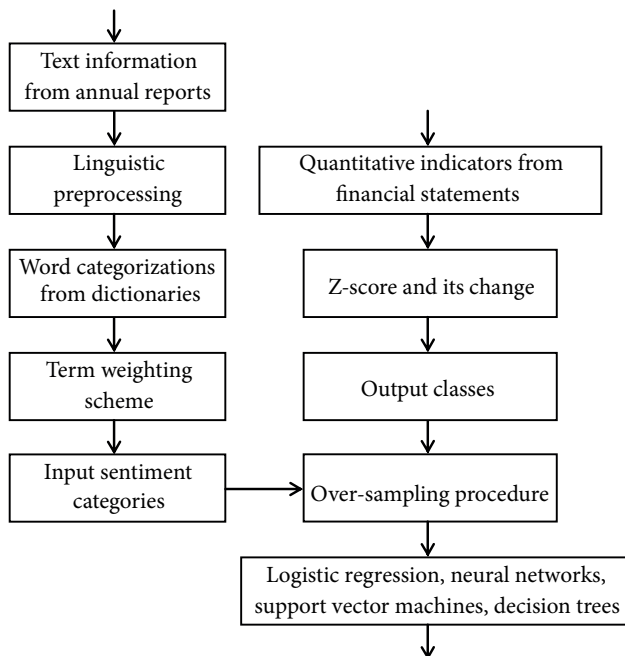 Text information
from annual reports
Linguistic
preprocessing
Word categorizations
from dictionaries
Term weighting
scheme
Input sentiment
categories
Quantitative indicators from
financial statements
Z-score and its change
Output classes
Over-sampling procedure
Logistic regression, neural networks,
support vector machines, decision trees